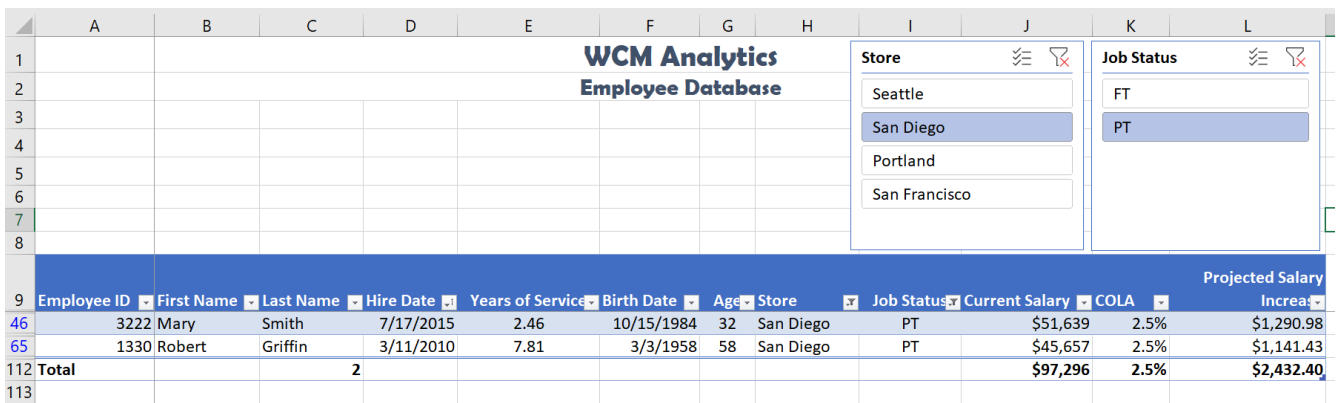 A B C D E F G H I J K L
1 WCM Analytics
2 Employee Database
3
4
5
6
7
8
Store
Seattle
San Diego
Portland
San Francisco
Job Status
FT
PT
9 Employee ID First Name Last Name Hire Date Years of Service Birth Date Age Store Job Status Current Salary COLA Projected Salary Increas
46 3222 Mary Smith 7/17/2015 2.46 10/15/1984 32 San Diego PT $51,639 2.5% $1,290.98
65 1330 Robert Griffin 3/11/2010 7.81 3/3/1958 58 San Diego PT $45,657 2.5% $1,141.43
112 Total 2 $97,296 2.5% $2,432.40
113